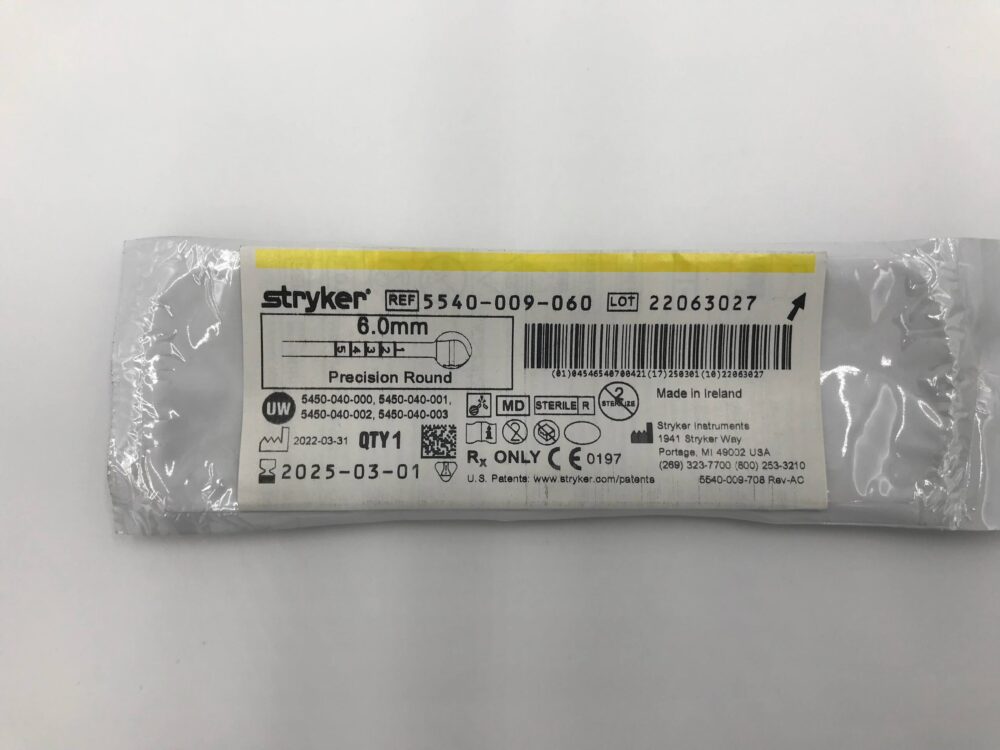 stryker® REF 5540-009-060 LOT 22063027
6.0mm
5 4 3 2 1
Precision Round
(01)04546540700421(17)250301(10)22063027
UW 5450-040-000, 5450-040-001,
5450-040-002, 5450-040-003
MD STERILE R 2 STERILIZE Made in Ireland
2022-03-31 QTY 1
2025-03-01
2
Rx ONLY CE 0197
U.S. Patents: www.stryker.com/patents
Stryker Instruments
1941 Stryker Way
Portage, MI 49002 USA
(269) 323-7700 (800) 253-3210
5540-009-708 Rev-AC